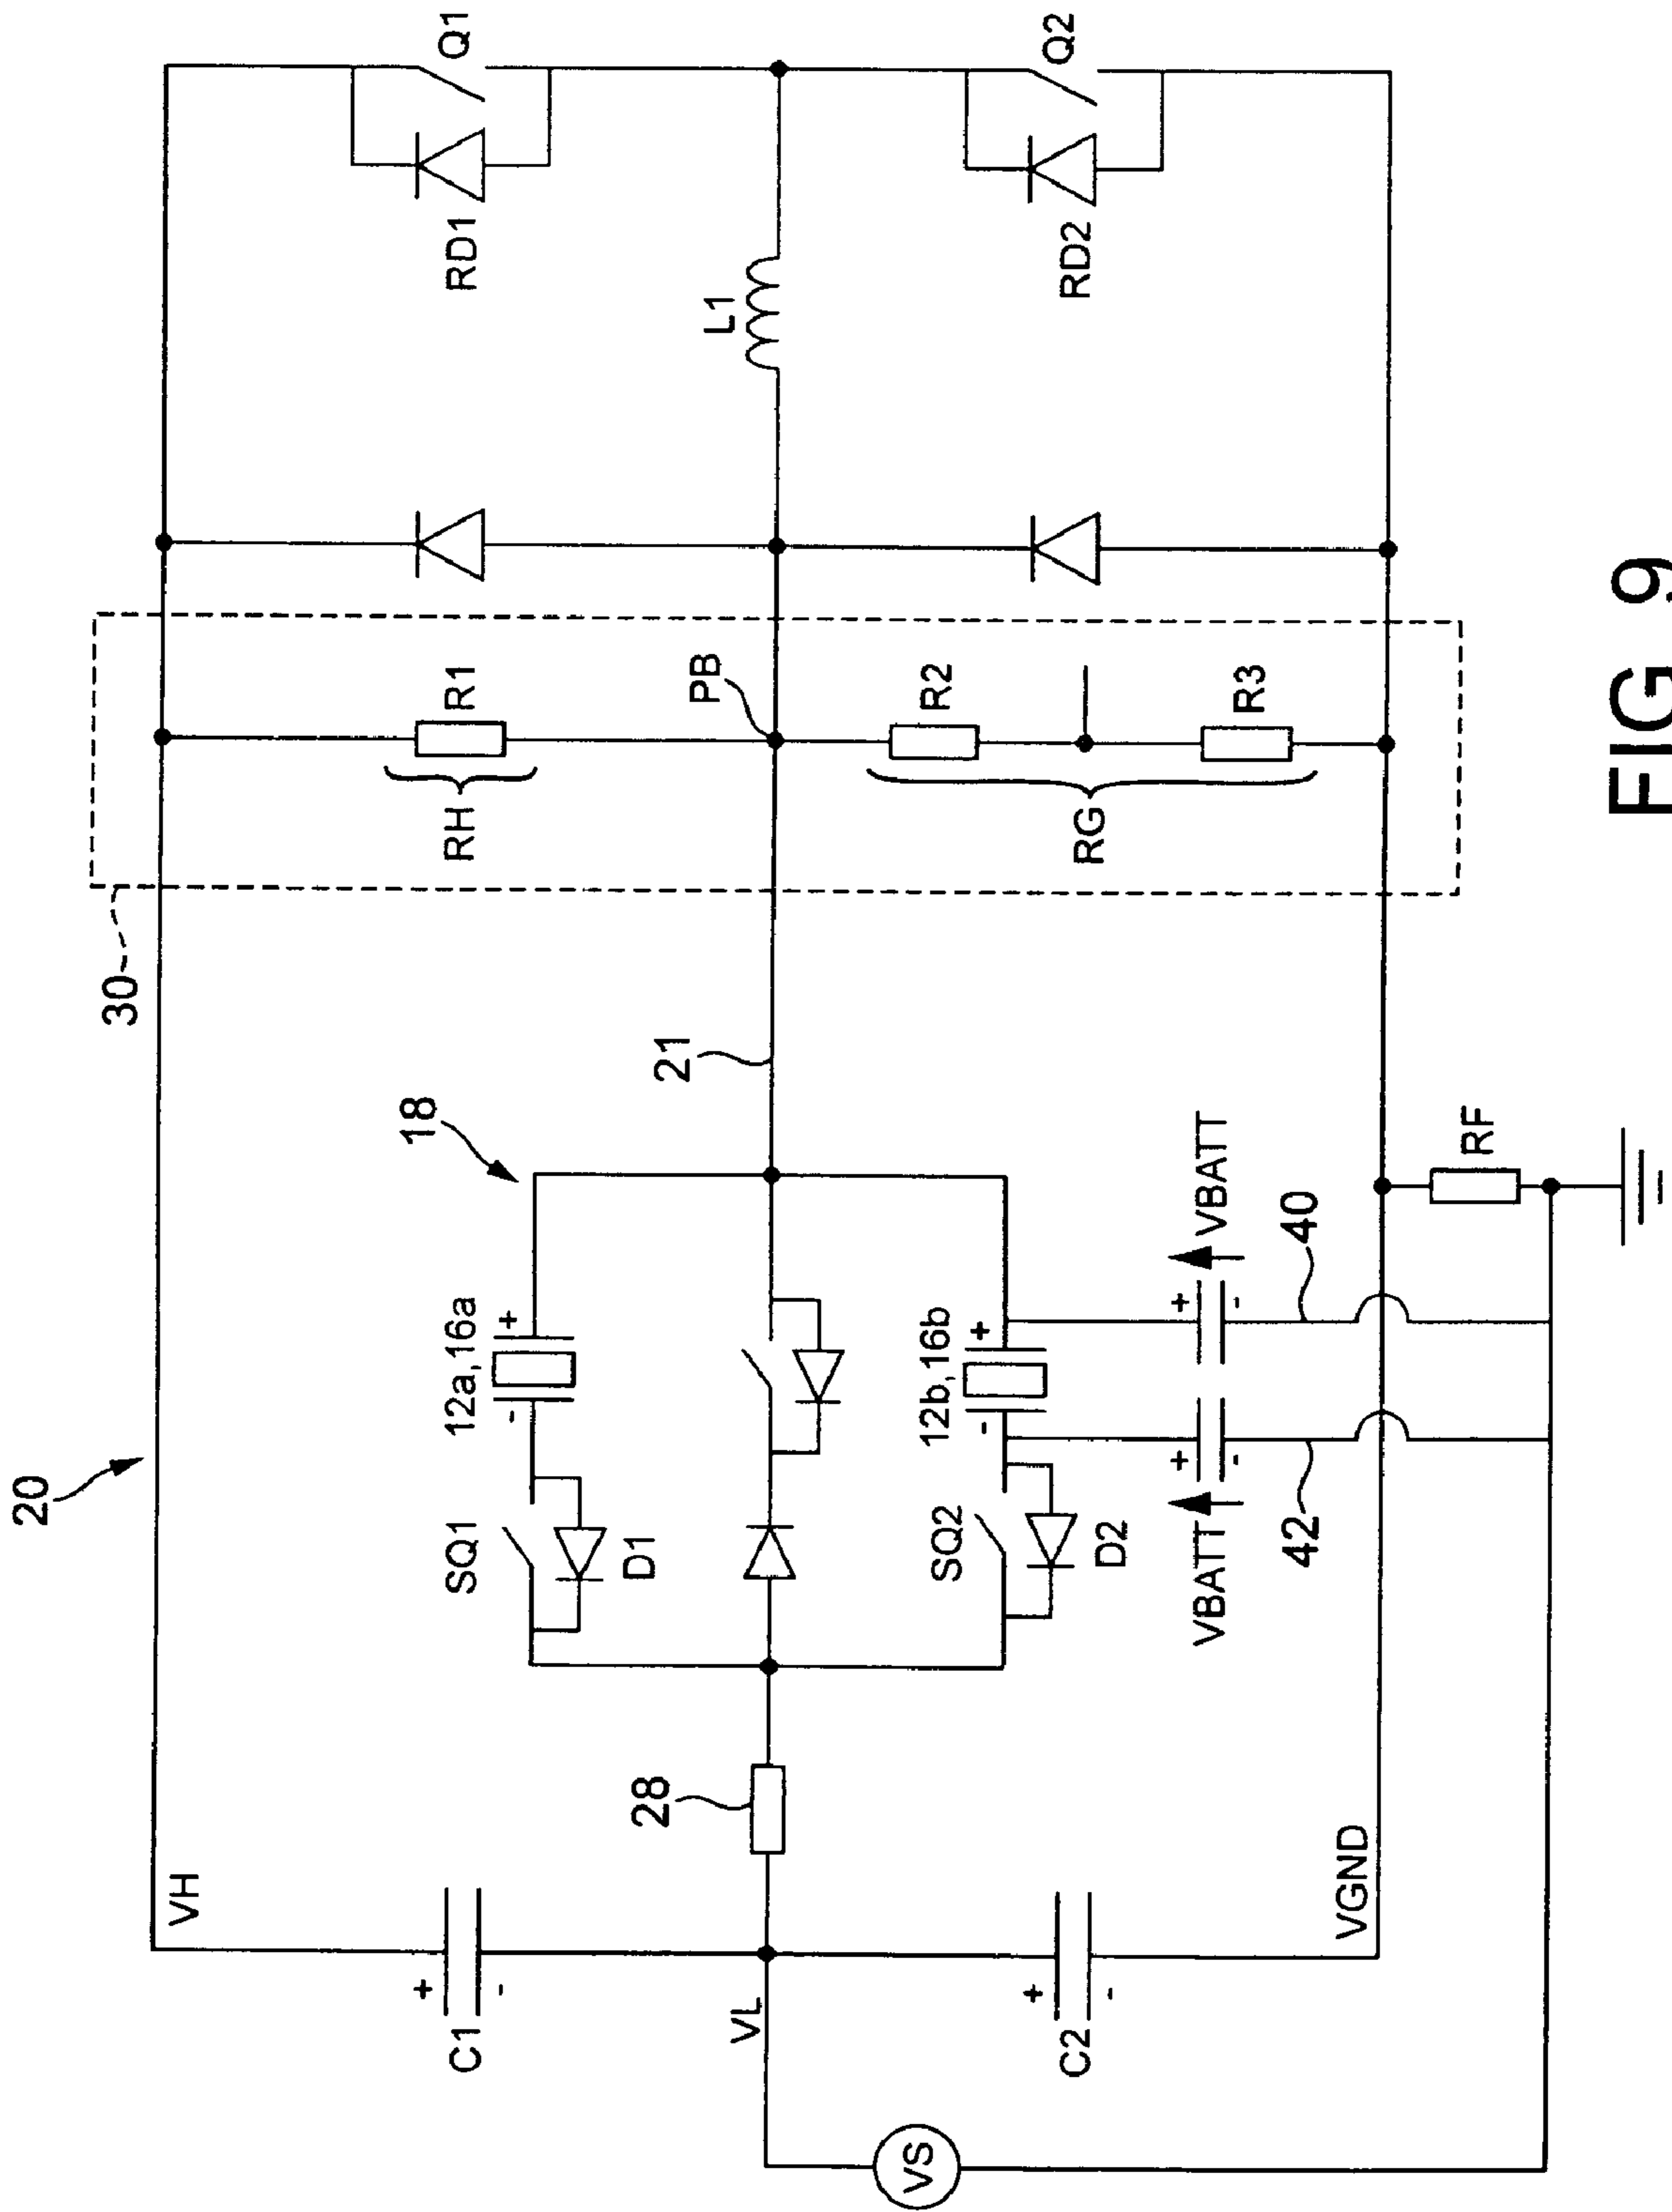 20
VH
C1
+
-
VL
VS
C2
+
-
VGND
28
SQ1
D1
12a,16a
-
+
18
21
SQ2
D2
12b,16b
-
+
VBATT
+
-
42
VBATT
+
-
40
RF
30
RH
R1
PB
RG
R2
R3
L1
RD1
Q1
RD2
Q2
FIG 9